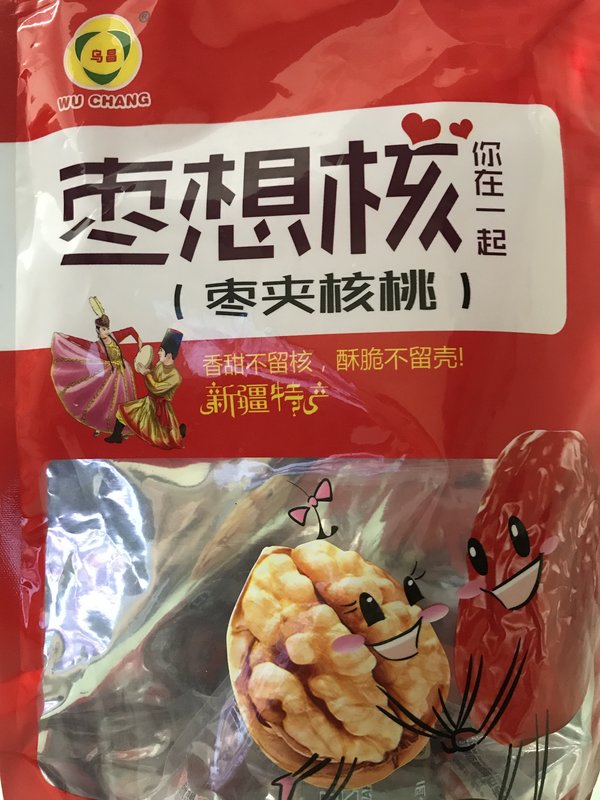 ®
乌昌
WU CHANG
枣想核
你在一起
(枣夹核桃)
香甜不留核，酥脆不留壳!
新疆特产